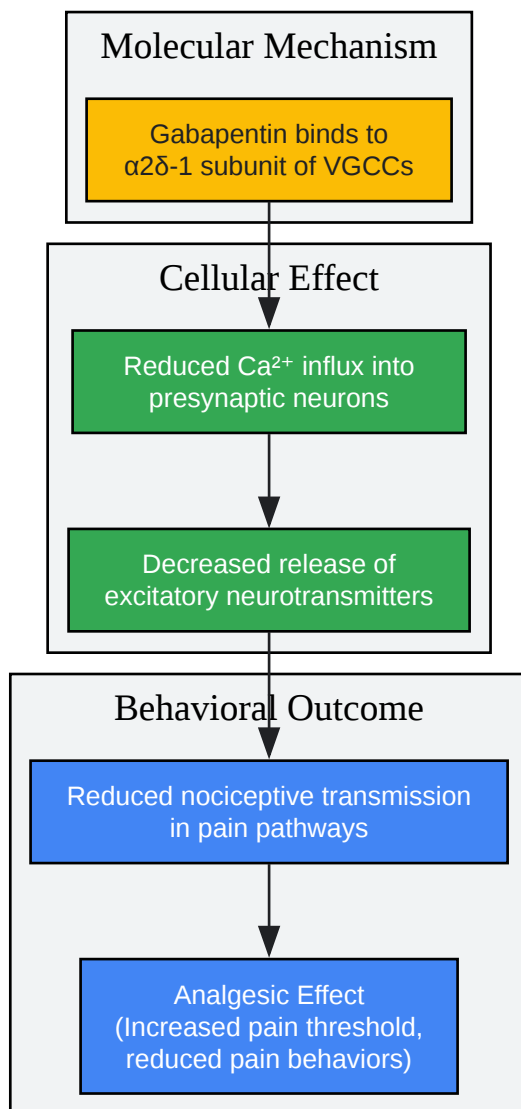 Molecular Mechanism
Gabapentin binds to
α2δ-1 subunit of VGCCs
Cellular Effect
Reduced Ca²⁺ influx into
presynaptic neurons
Decreased release of
excitatory neurotransmitters
Behavioral Outcome
Reduced nociceptive transmission
in pain pathways
Analgesic Effect
(Increased pain threshold,
reduced pain behaviors)